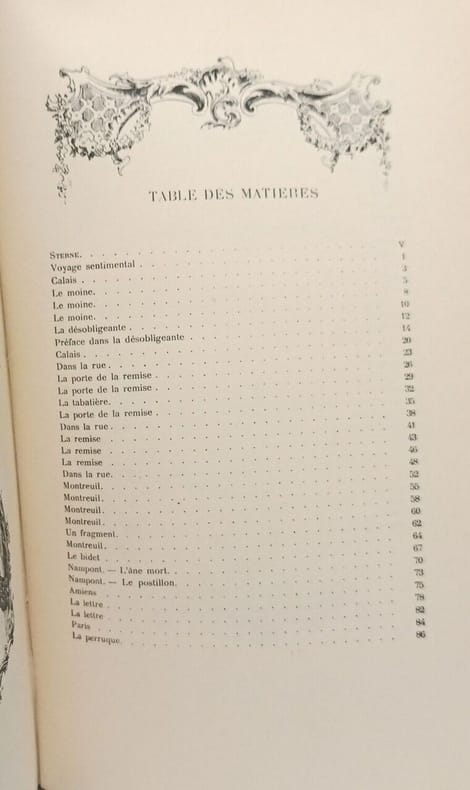 TABLE DES MATIERES
STERNE. . . . . . . . . . V
Voyage sentimental . . . . . . . . . . 1
Calais . . . . . . . . . . 3
Le moine. . . . . . . . . . 5
Le moine. . . . . . . . . . 8
Le moine. . . . . . . . . . 10
La désobligeante . . . . . . . . . . 12
Préface dans la désobligeante . . . . . . . . . . 14
Calais . . . . . . . . . . 20
Dans la rue . . . . . . . . . . 23
La porte de la remise . . . . . . . . . . 26
La porte de la remise . . . . . . . . . . 29
La tabatière. . . . . . . . . . 32
La porte de la remise . . . . . . . . . . 35
Dans la rue . . . . . . . . . . 38
La remise . . . . . . . . . . 41
La remise . . . . . . . . . . 43
La remise . . . . . . . . . . 46
Dans la rue. . . . . . . . . . 48
Montreuil. . . . . . . . . . 52
Montreuil. . . . . . . . . . 55
Montreuil. . . . . . . . . . 58
Montreuil. . . . . . . . . . 60
Un fragment. . . . . . . . . . 62
Montreuil. . . . . . . . . . 64
Le bidet . . . . . . . . . . 67
Nampont. — L'âne mort. . . . . . . . . . 70
Nampont. — Le postillon. . . . . . . . . . 73
Amiens . . . . . . . . . . 75
La lettre . . . . . . . . . . 78
La lettre . . . . . . . . . . 82
Paris . . . . . . . . . . 84
La perruque. . . . . . . . . . 86